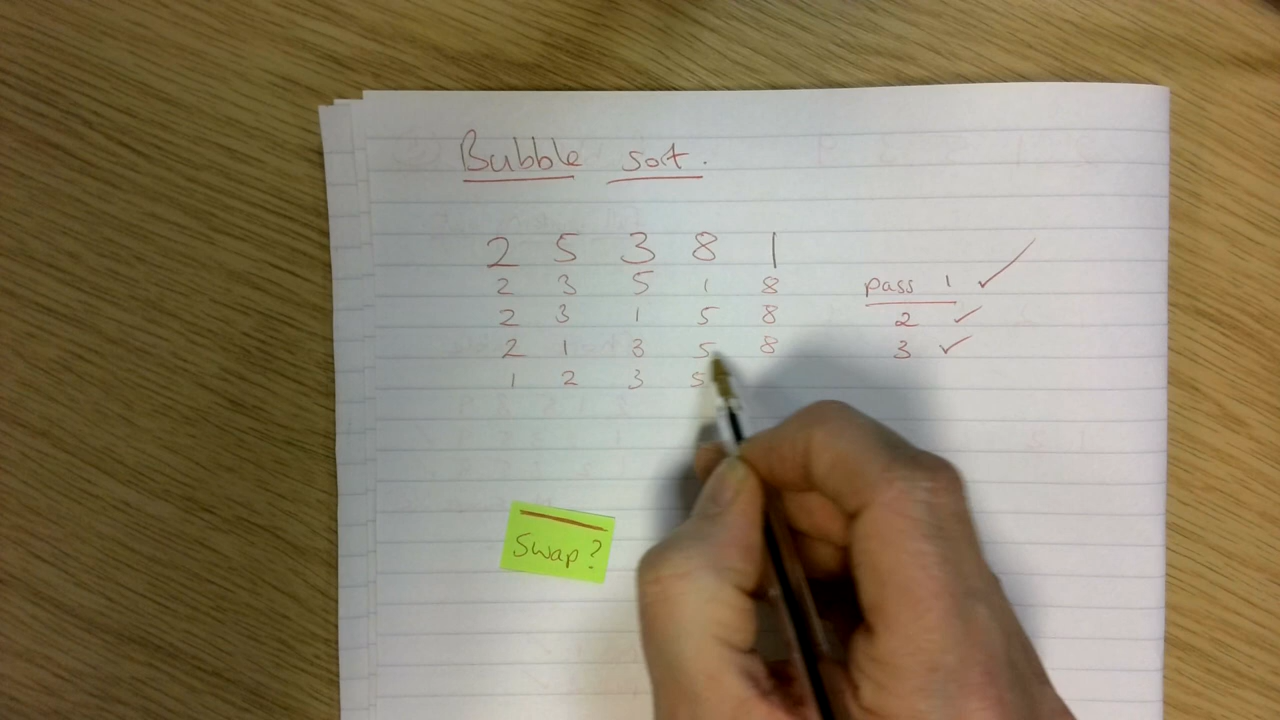 Bubble sort.
2 5 3 8 1
2 3 5 1 8 pass 1 ✓
2 3 1 5 8 2 ✓
2 1 3 5 8 3 ✓
1 2 3 5
Swap?